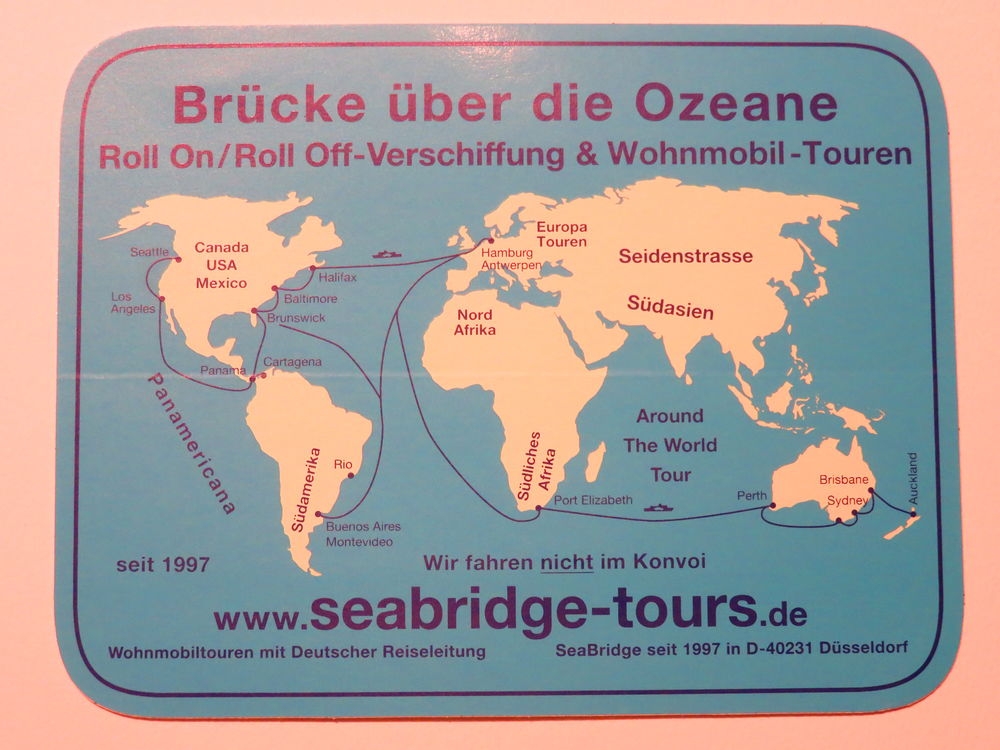 Brücke über die Ozeane
Roll On/Roll Off-Verschiffung & Wohnmobil-Touren
Europa
Touren
Seattle
Canada
USA
Mexico
Hamburg
Antwerpen
Seidenstrasse
Halifax
Los
Angeles
Baltimore
Brunswick
Nord
Afrika
Südasien
Panama
Cartagena
Panamericana
Around
The World
Tour
Südamerika
Rio
Südliches
Afrika
Port Elizabeth
Perth
Brisbane
Sydney
Auckland
Buenos Aires
Montevideo
seit 1997
Wir fahren nicht im Konvoi
www.seabridge-tours.de
Wohnmobiltouren mit Deutscher Reiseleitung
SeaBridge seit 1997 in D-40231 Düsseldorf